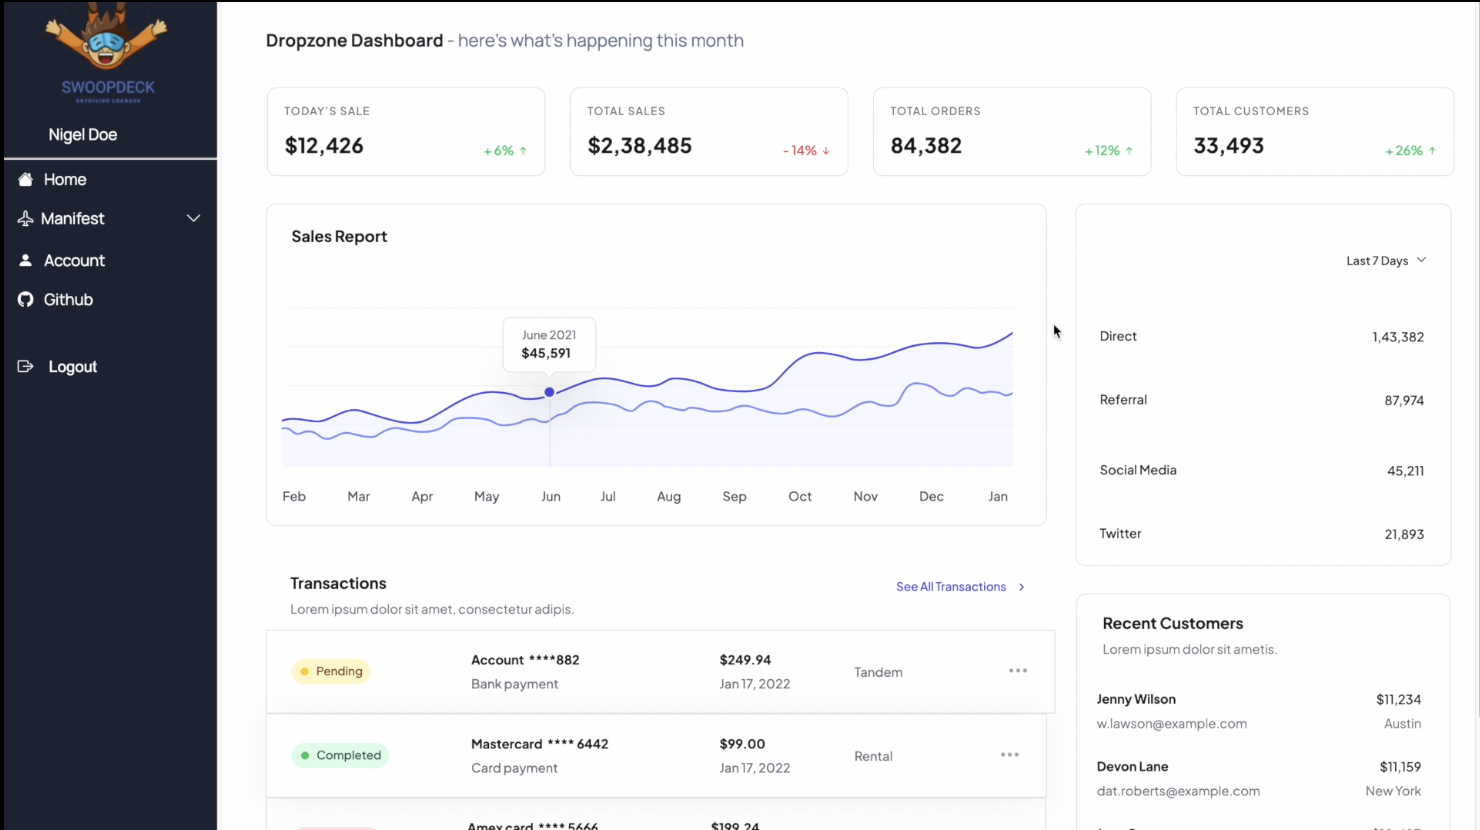 SWOOPDECK
SKYDIVING LOGBOOK
Nigel Doe
Home
Manifest
Account
Github
Logout
Dropzone Dashboard - here's what's happening this month
TODAY'S SALE
$12,426
+6% ↑
TOTAL SALES
$2,38,485
-14% ↓
TOTAL ORDERS
84,382
+12% ↑
TOTAL CUSTOMERS
33,493
+26% ↑
Sales Report
June 2021
$45,591
Feb Mar Apr May Jun Jul Aug Sep Oct Nov Dec Jan
Last 7 Days
Direct 1,43,382
Referral 87,974
Social Media 45,211
Twitter 21,893
Transactions
See All Transactions
Lorem ipsum dolor sit amet, consectetur adipis.
Pending
Account ****882
Bank payment
$249.94
Jan 17, 2022
Tandem
Completed
Mastercard **** 6442
Card payment
$99.00
Jan 17, 2022
Rental
Amex card **** 5666
$199.24
Recent Customers
Lorem ipsum dolor sit ametis.
Jenny Wilson $11,234
w.lawson@example.com Austin
Devon Lane $11,159
dat.roberts@example.com New York